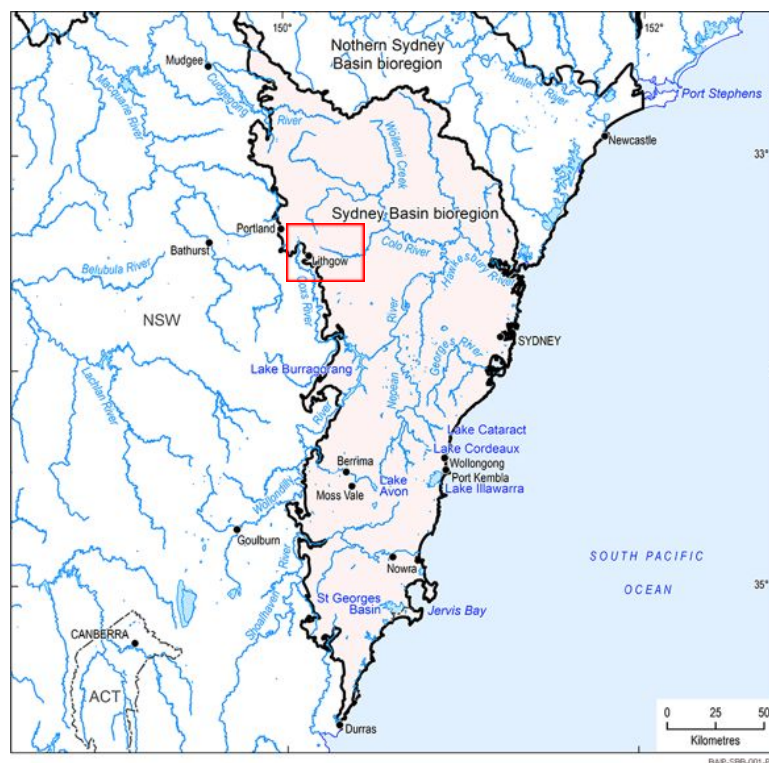 150°
152°
Nothern Sydney
Basin bioregion
Mudgee
Cudgegong
River
Macquarie River
Hunter River
Port Stephens
Newcastle
Wollemi Creek
33°
Sydney Basin bioregion
Portland
Bathurst
Lithgow
Colo River
Hawkesbury River
Belubula River
Coxs River
NSW
River
SYDNEY
Georges River
Lake Burragorang
Nepean
Lachlan River
River
Lake Cataract
Lake Cordeaux
Berrima
Wollongong
Lake
Avon
Port Kembla
Moss Vale
Lake Illawarra
Wollondilly
Goulburn
SOUTH PACIFIC
OCEAN
River
Nowra
35°
St Georges
Basin
Jervis Bay
Shoalhaven
CANBERRA
ACT
0 25 50
Kilometres
Durras